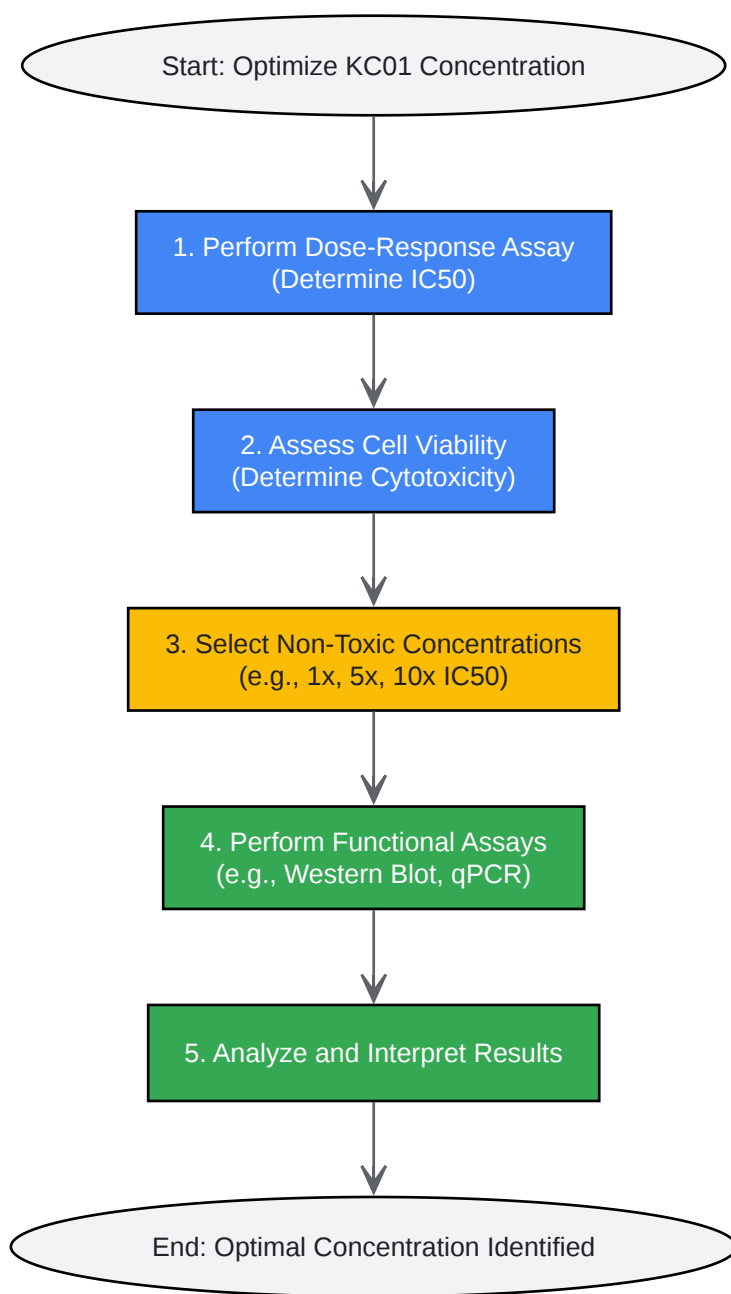 Start: Optimize KC01 Concentration
1. Perform Dose-Response Assay
(Determine IC50)
2. Assess Cell Viability
(Determine Cytotoxicity)
3. Select Non-Toxic Concentrations
(e.g., 1x, 5x, 10x IC50)
4. Perform Functional Assays
(e.g., Western Blot, qPCR)
5. Analyze and Interpret Results
End: Optimal Concentration Identified